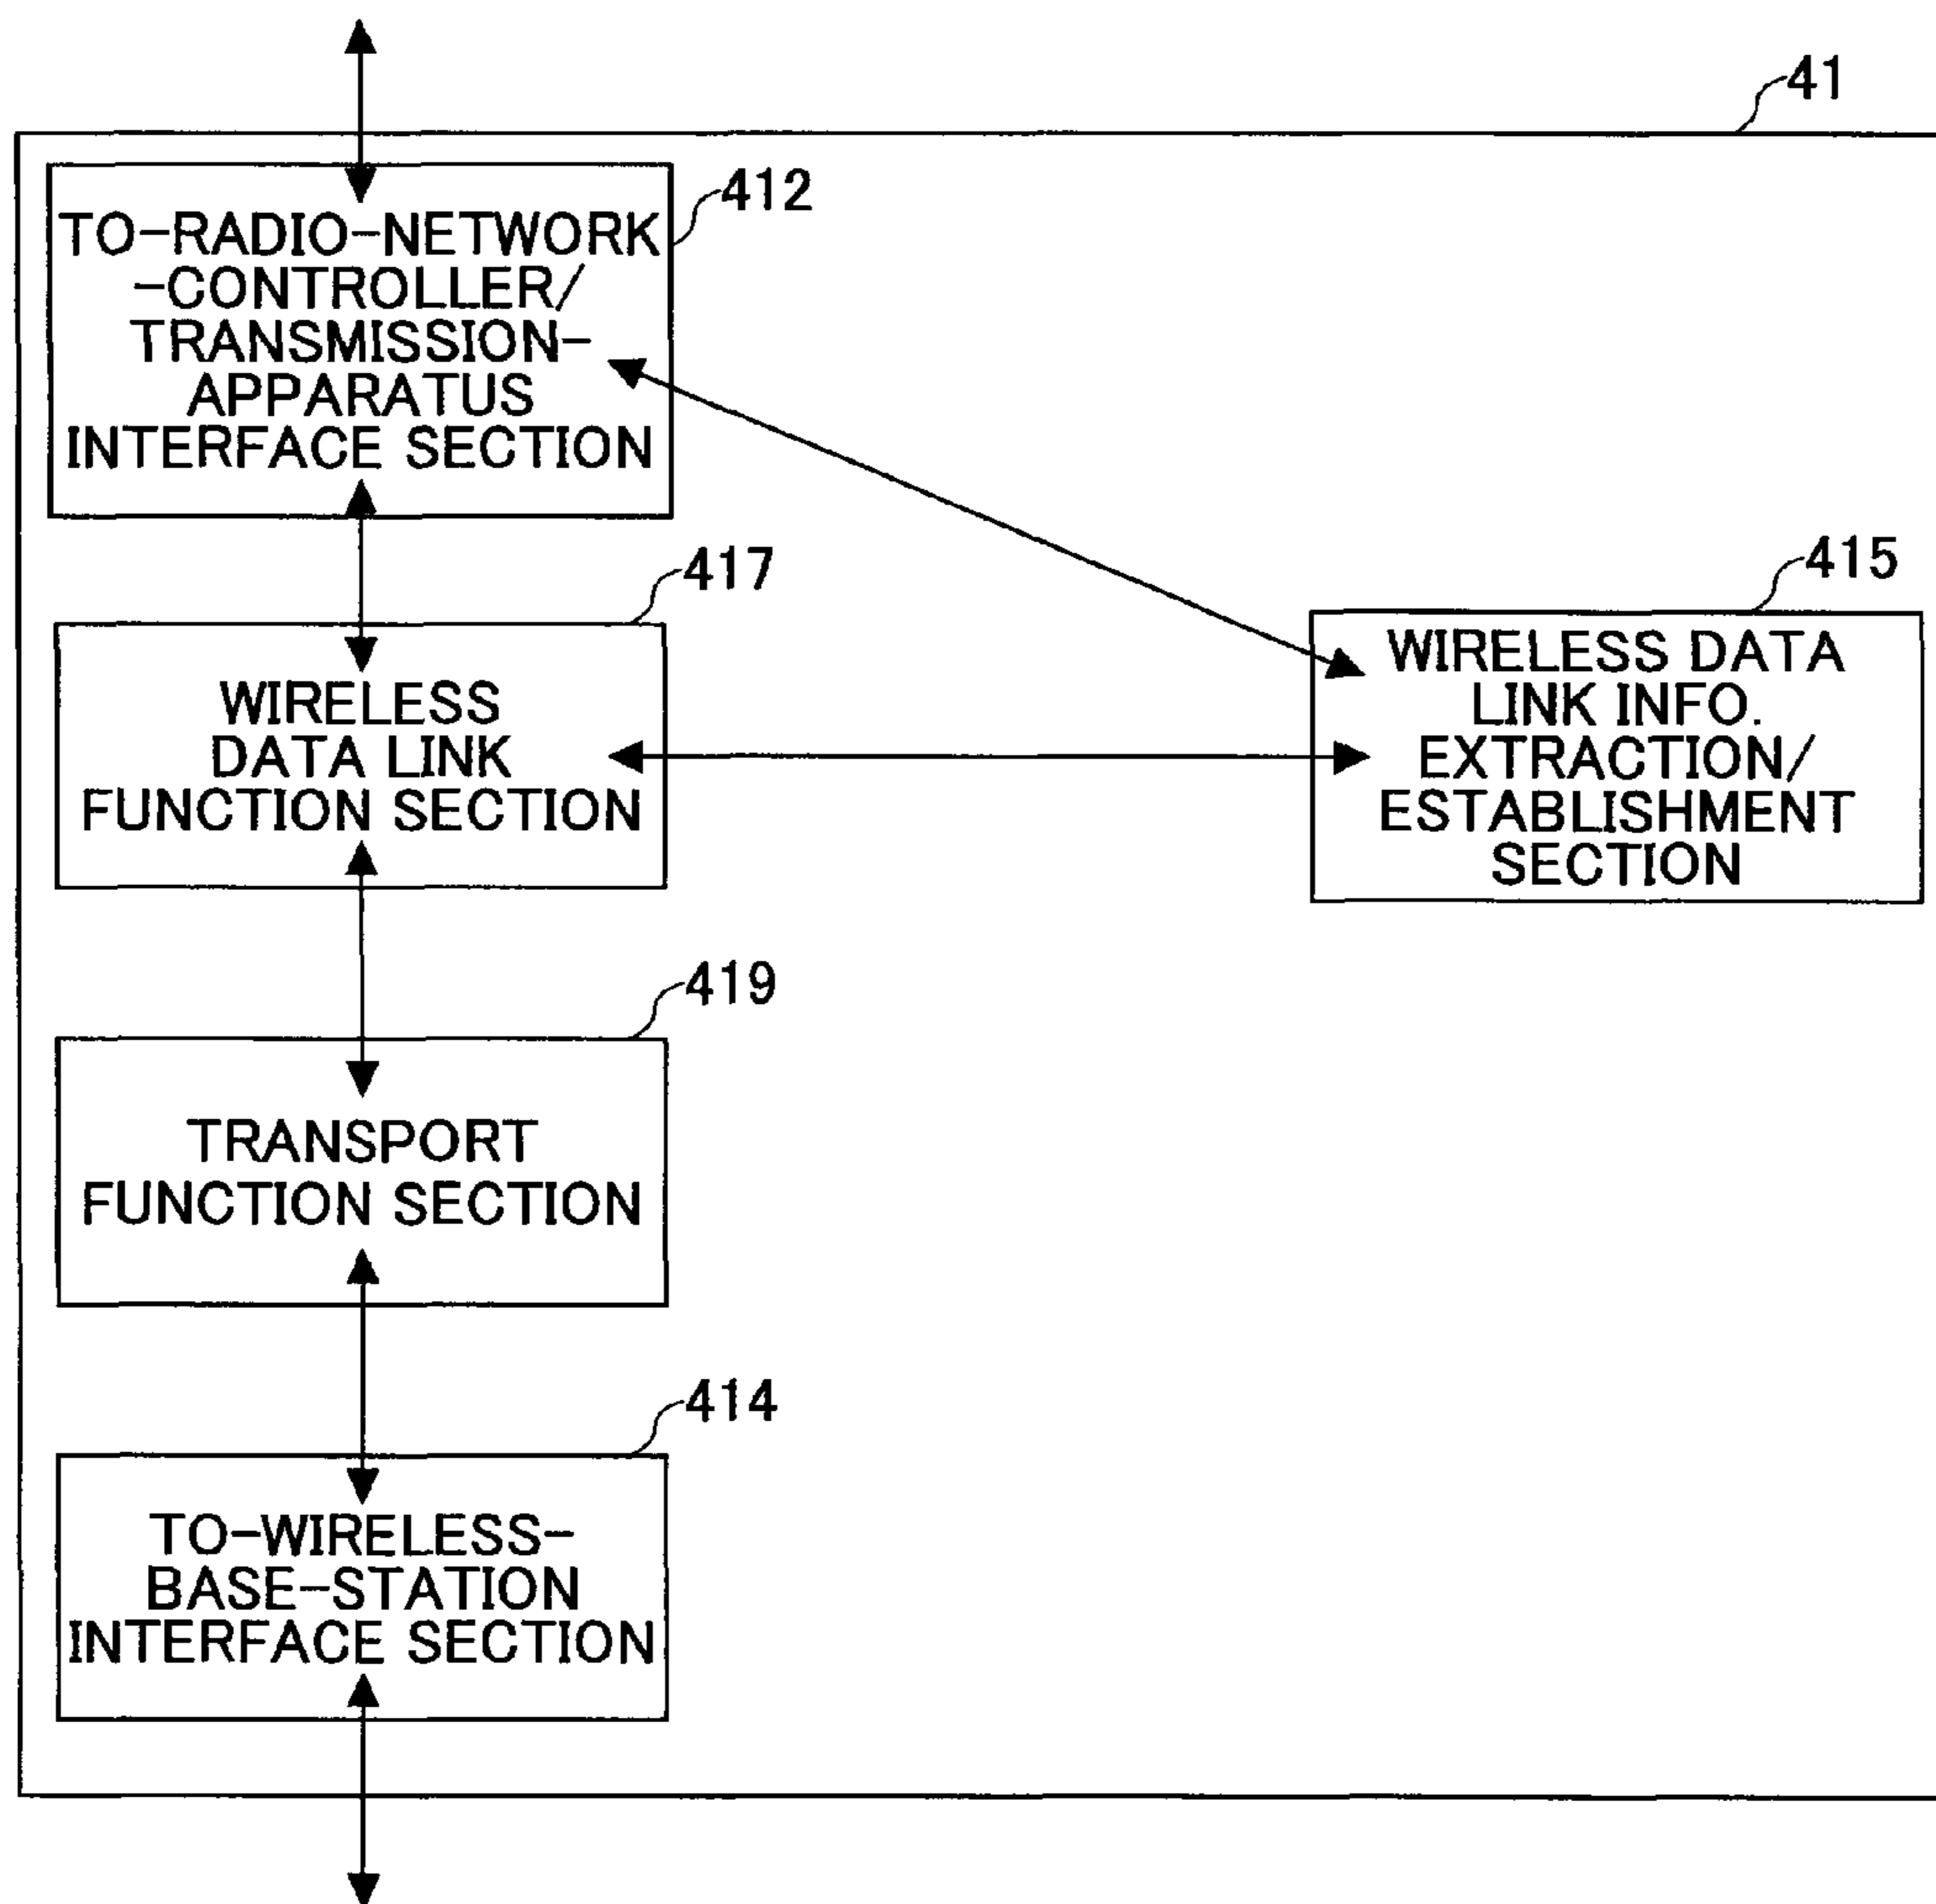 41
412
TO-RADIO-NETWORK
-CONTROLLER/
TRANSMISSION-
APPARATUS
INTERFACE SECTION
417
WIRELESS
DATA LINK
FUNCTION SECTION
415
WIRELESS DATA
LINK INFO.
EXTRACTION/
ESTABLISHMENT
SECTION
419
TRANSPORT
FUNCTION SECTION
414
TO-WIRELESS-
BASE-STATION
INTERFACE SECTION